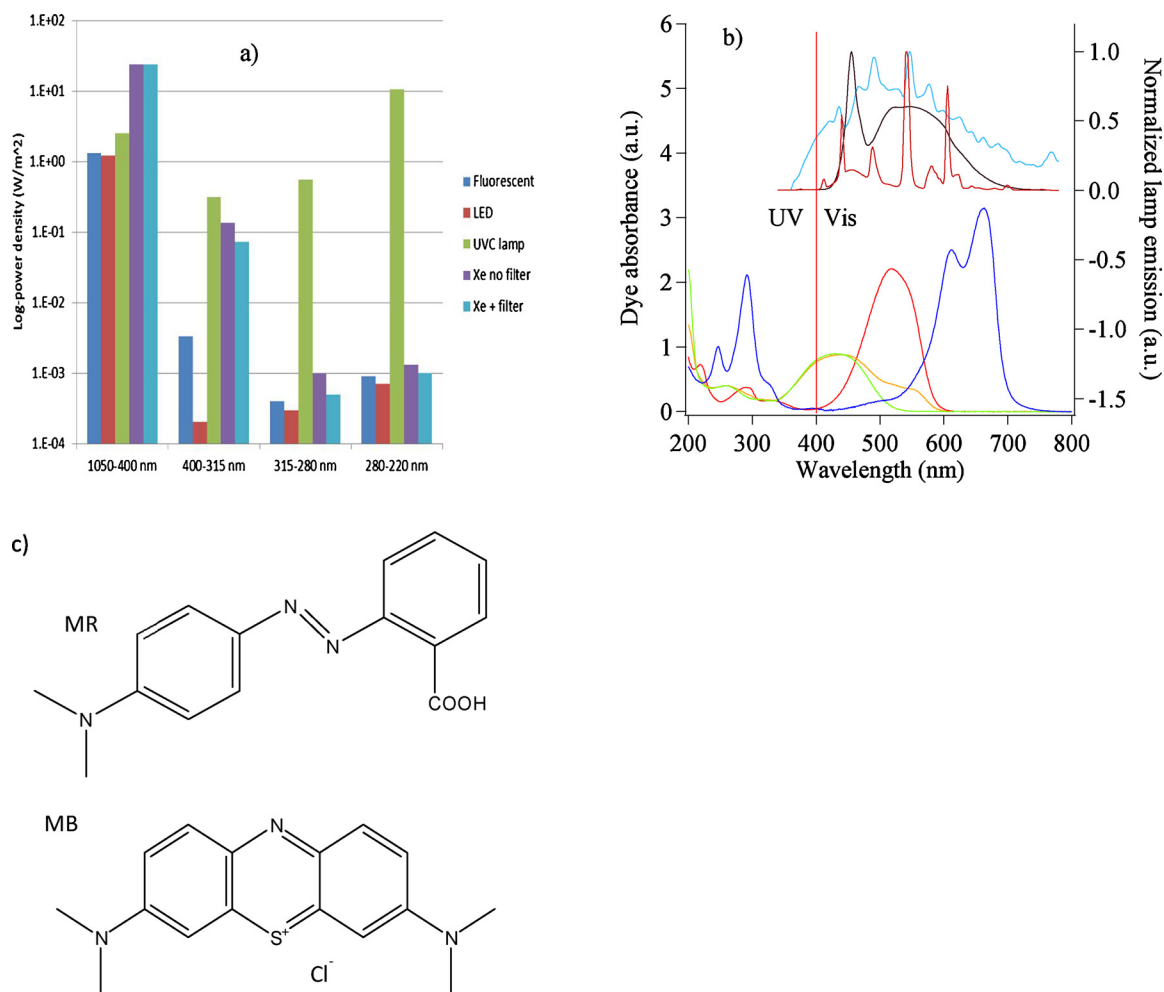 a)
1.E+02
1.E+01
1.E+00
1.E-01
1.E-02
1.E-03
1.E-04
Log-power density (W/m^2)
1050-400 nm
400-315 nm
315-280 nm
280-220 nm
Fluorescent
LED
UVC lamp
Xe no filter
Xe + filter
b)
6
5
4
3
2
1
0
Dye absorbance (a.u.)
UV
Vis
1.0
0.5
0.0
-0.5
-1.0
-1.5
Normalized lamp emission (a.u.)
200
300
400
500
600
700
800
Wavelength (nm)
c)
MR
N
N
N
COOH
MB
N
N
S+
N
Cl-